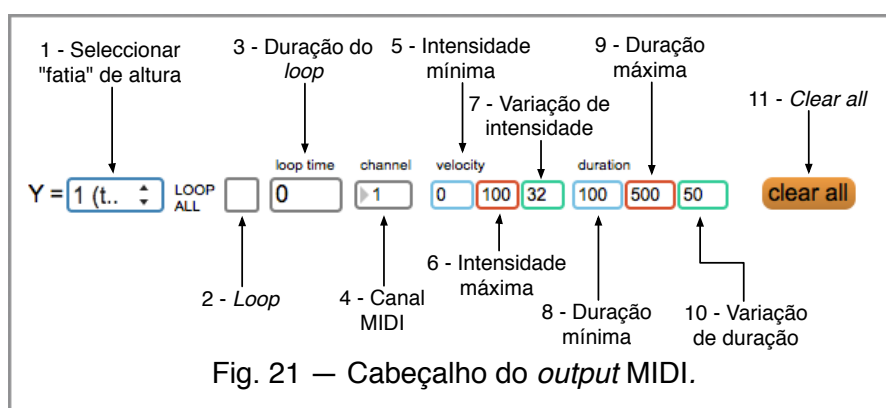 1 - Seleccionar
"fatia" de altura
3 - Duração do
loop
5 - Intensidade
mínima
9 - Duração
máxima
7 - Variação de
intensidade
11 - Clear all
loop time
channel
velocity
duration
Y = 1 (t.. LOOP ALL 0 1 0 100 32 100 500 50 clear all
6 - Intensidade
máxima
2 - Loop
4 - Canal
MIDI
8 - Duração
mínima
10 - Variação
de duração
Fig. 21 — Cabeçalho do output MIDI.